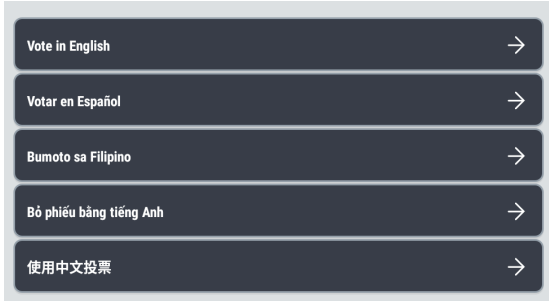 Vote in English
Votar en Español
Bumoto sa Filipino
Bỏ phiếu bằng tiếng Anh
使用中文投票